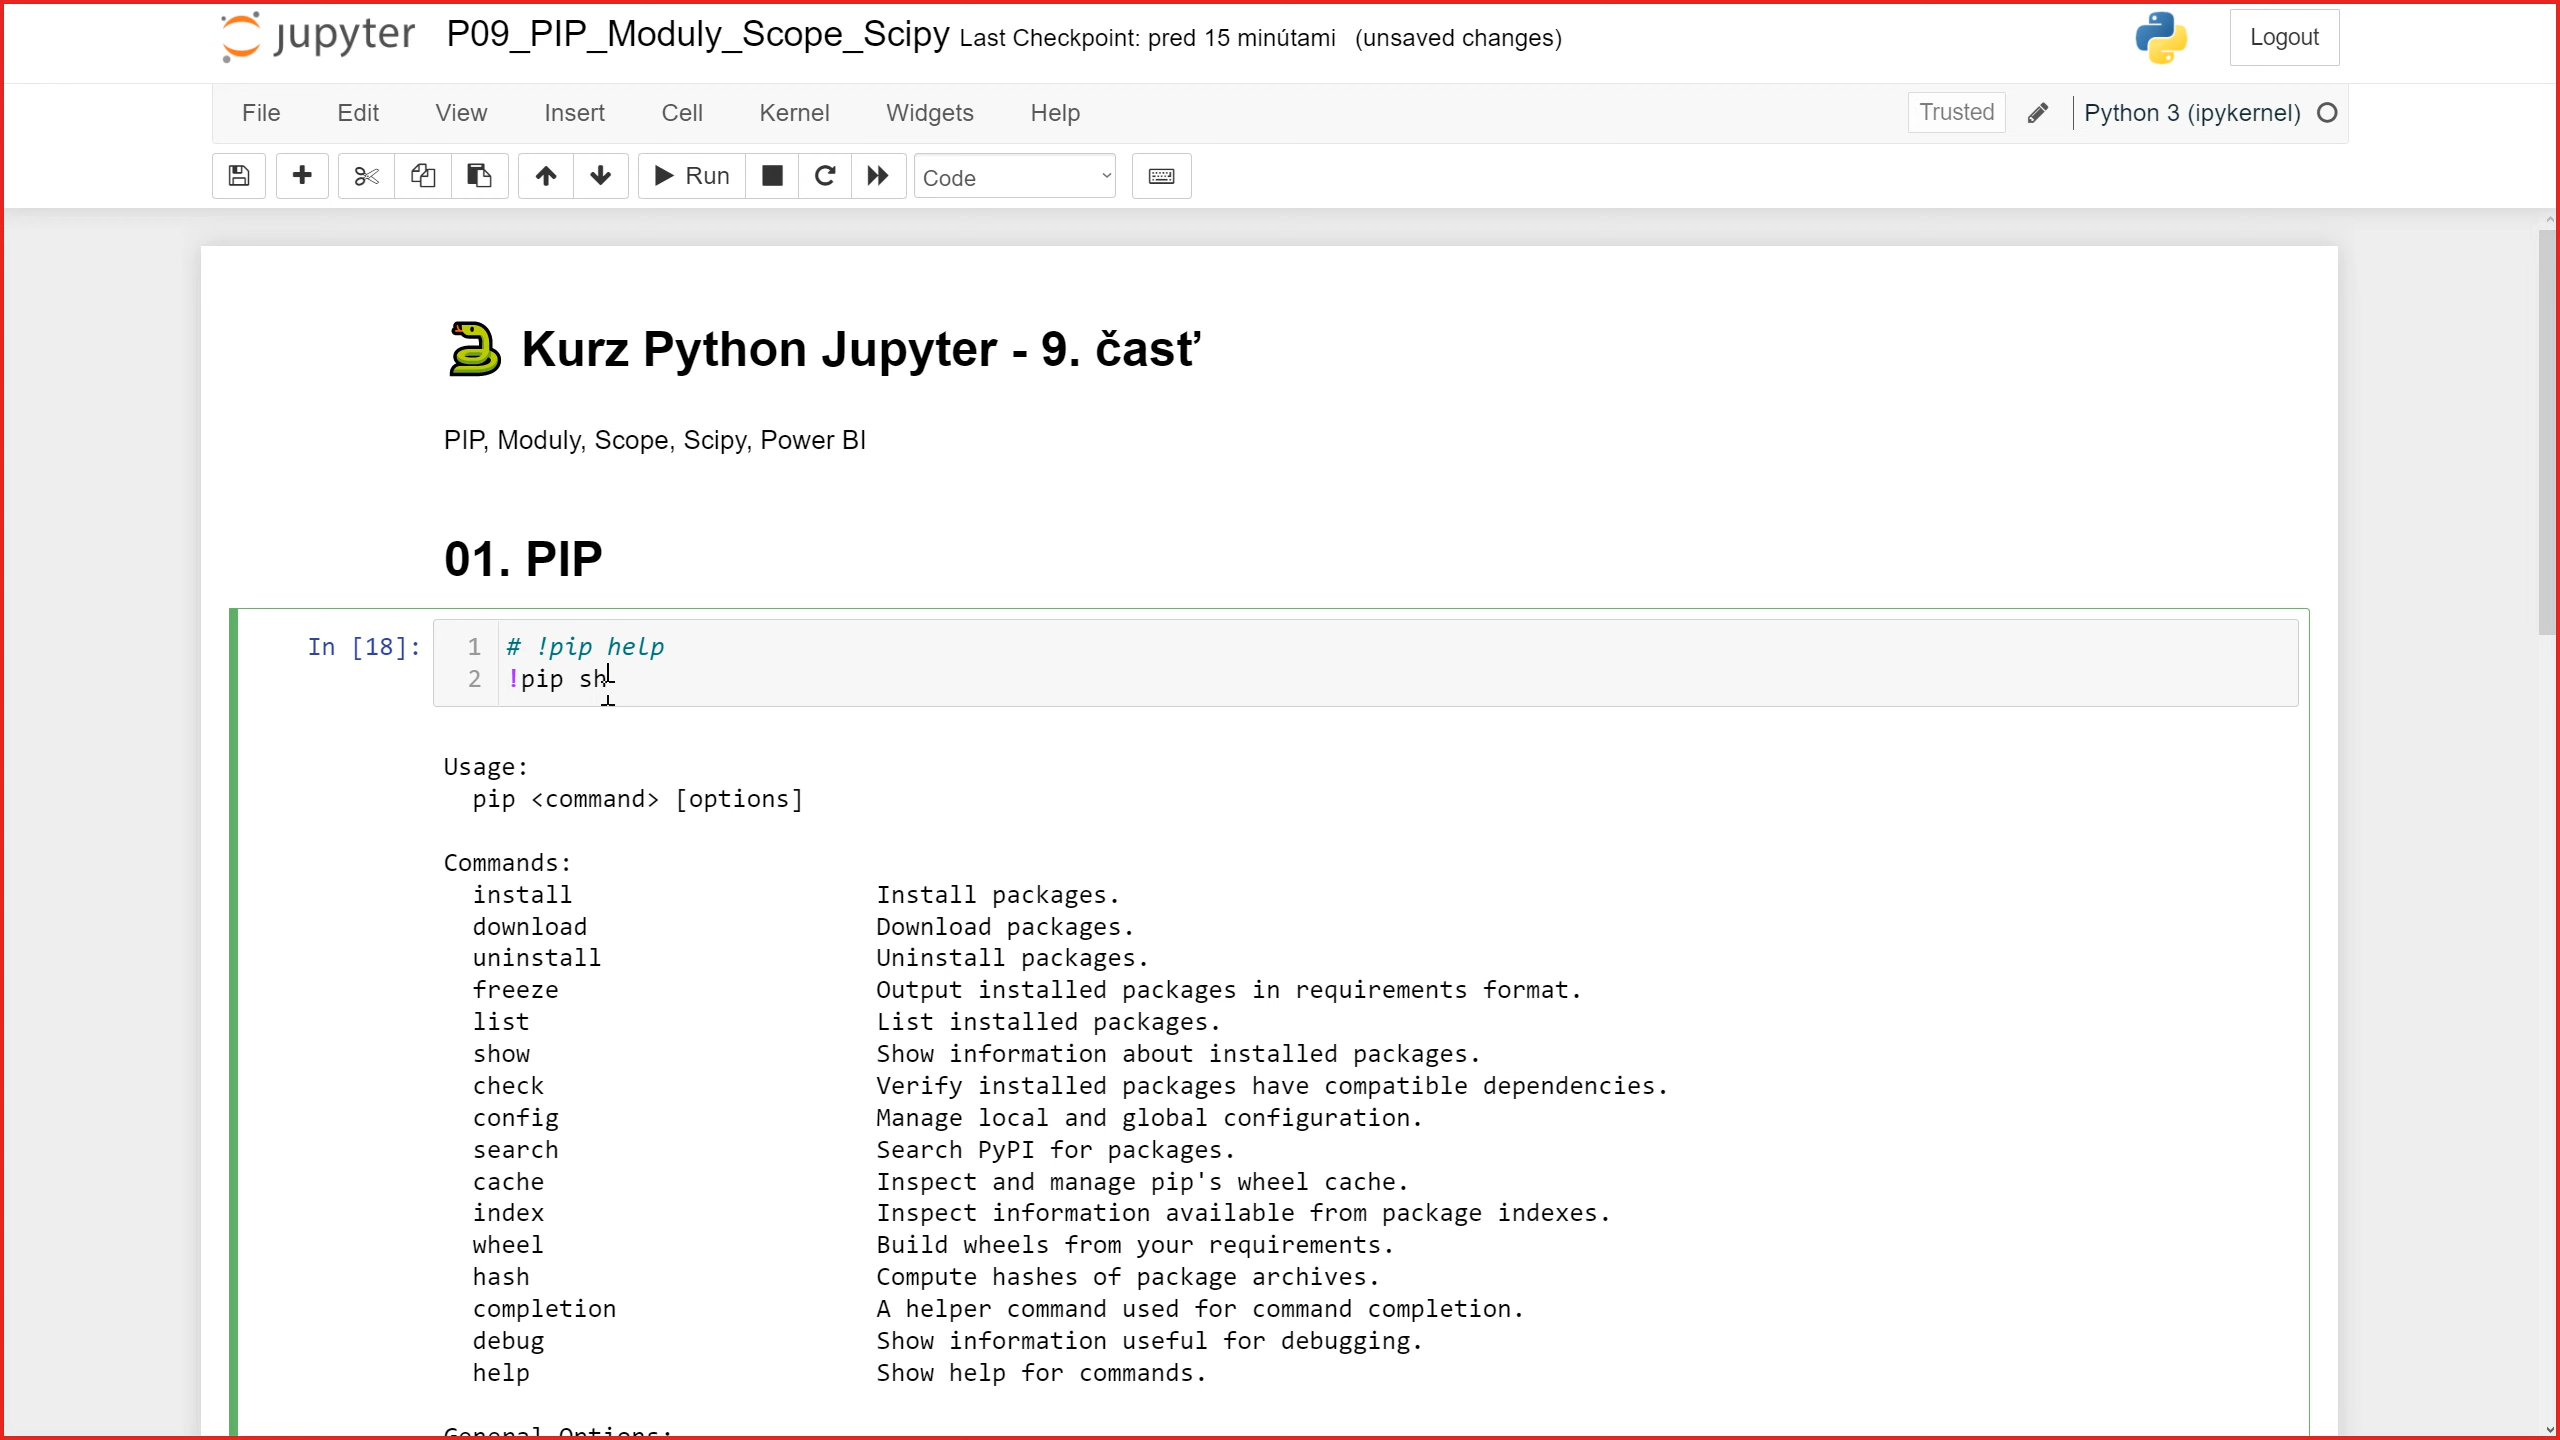 jupyter P09_PIP_Moduly_Scope_Scipy Last Checkpoint: pred 15 minútami (unsaved changes) Logout
File Edit View Insert Cell Kernel Widgets Help Trusted Python 3 (ipykernel)
Run Code
Kurz Python Jupyter - 9. časť
PIP, Moduly, Scope, Scipy, Power BI
01. PIP
In [18]: 1 # !pip help
2 !pip sh
Usage:
pip <command> [options]
Commands:
install Install packages.
download Download packages.
uninstall Uninstall packages.
freeze Output installed packages in requirements format.
list List installed packages.
show Show information about installed packages.
check Verify installed packages have compatible dependencies.
config Manage local and global configuration.
search Search PyPI for packages.
cache Inspect and manage pip's wheel cache.
index Inspect information available from package indexes.
wheel Build wheels from your requirements.
hash Compute hashes of package archives.
completion A helper command used for command completion.
debug Show information useful for debugging.
help Show help for commands.
General Options: